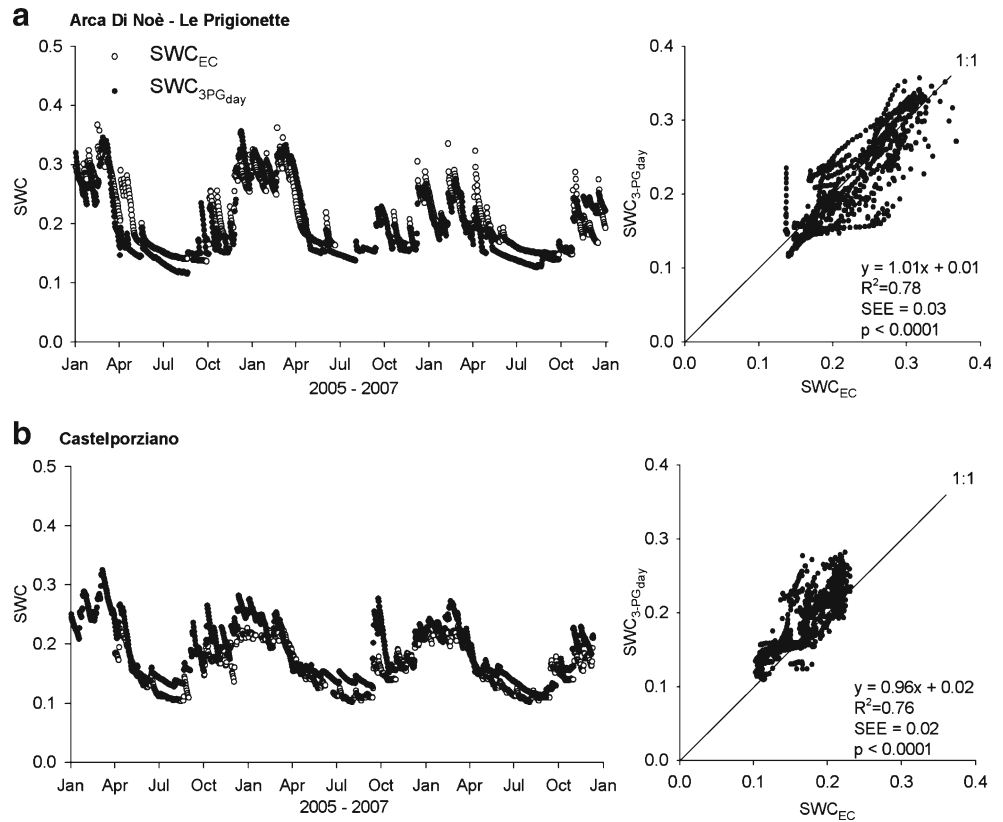 a
Arca Di Noè - Le Prigionette
SWC
0.5
0.4
0.3
0.2
0.1
0.0
SWC_EC
SWC_3PG_day
Jan Apr Jul Oct Jan Apr Jul Oct Jan Apr Jul Oct Jan
2005 - 2007
SWC_3-PG_day
0.4
0.3
0.2
0.1
0.0
1:1
y = 1.01x + 0.01
R²=0.78
SEE = 0.03
p < 0.0001
0.0 0.1 0.2 0.3 0.4
SWC_EC
b
Castelporziano
SWC
0.5
0.4
0.3
0.2
0.1
0.0
Jan Apr Jul Oct Jan Apr Jul Oct Jan Apr Jul Oct Jan
2005 - 2007
SWC_3-PG_day
0.4
0.3
0.2
0.1
0.0
1:1
y = 0.96x + 0.02
R²=0.76
SEE = 0.02
p < 0.0001
0.0 0.1 0.2 0.3 0.4
SWC_EC